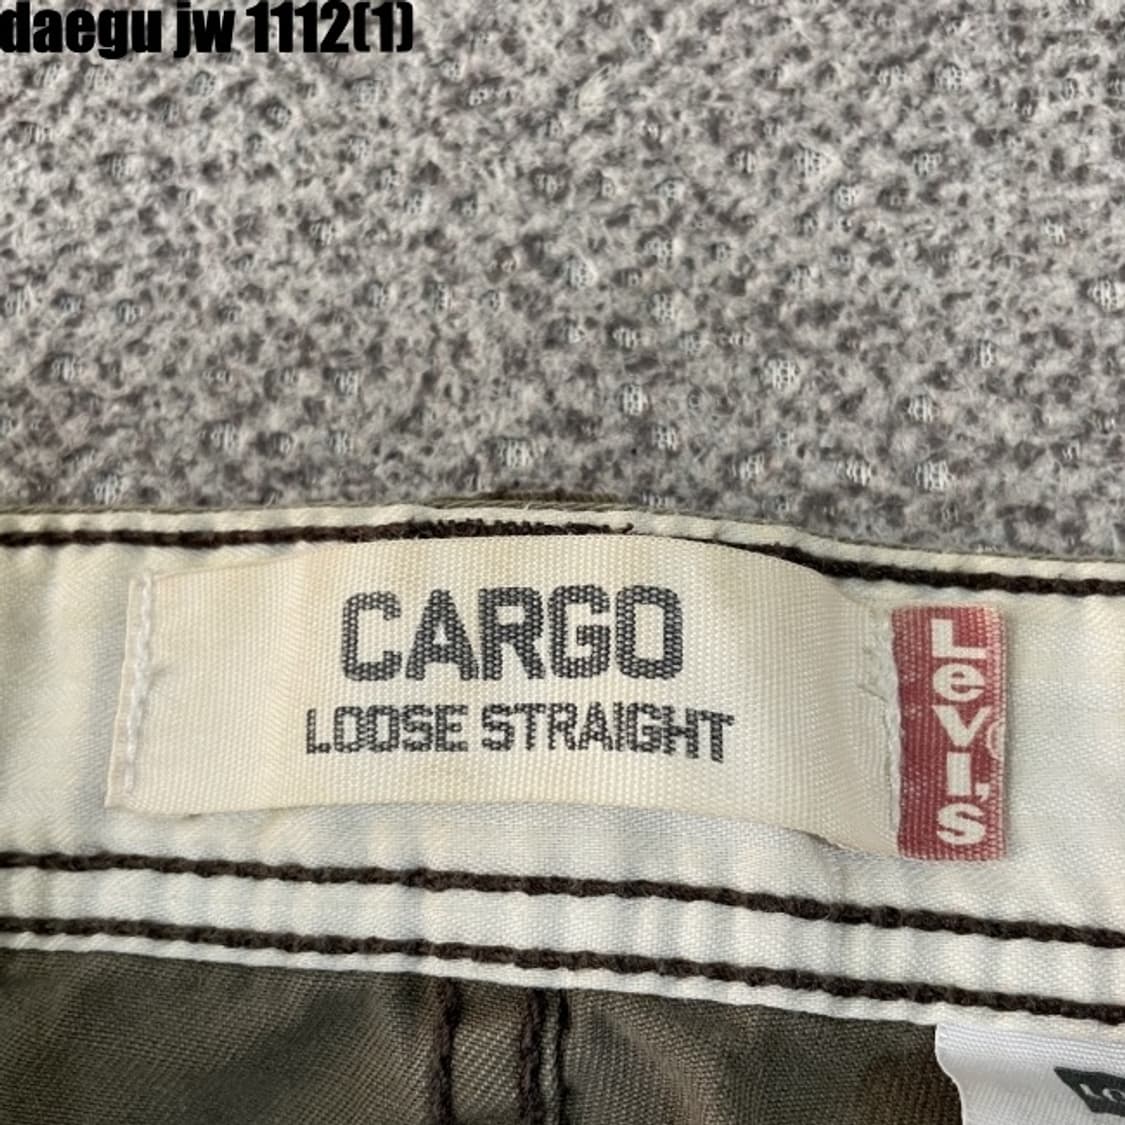 daegu jw 1112(1)
CARGO
LOOSE STRAIGHT
Levi's